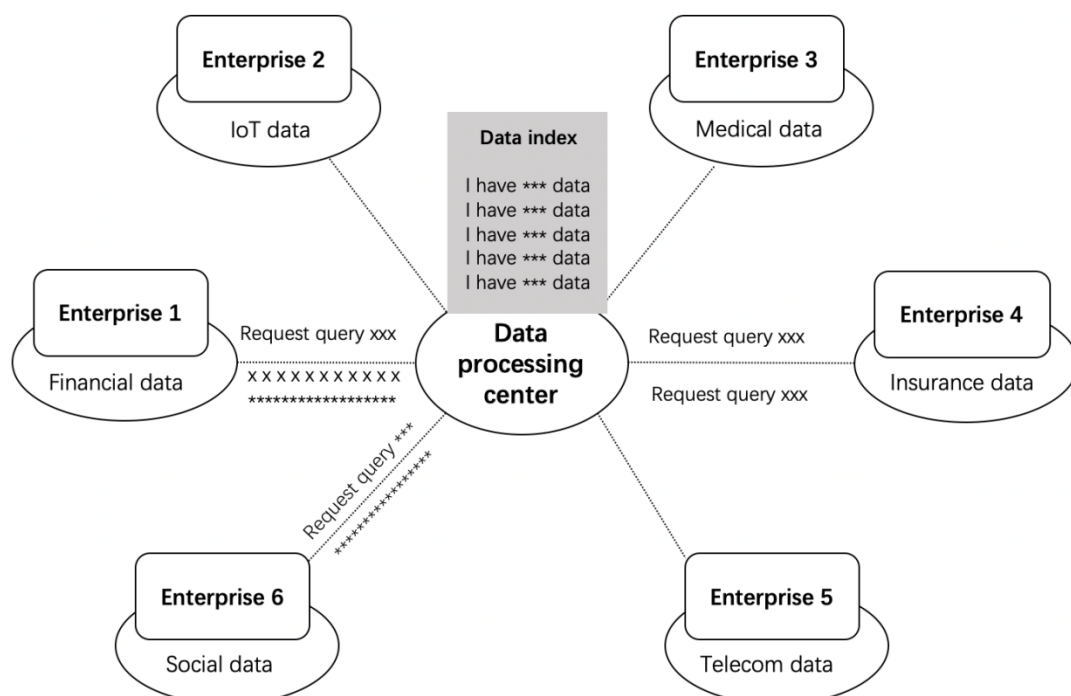 Enterprise 2
IoT data
Enterprise 3
Medical data
Data index
I have *** data
I have *** data
I have *** data
I have *** data
I have *** data
Enterprise 1
Financial data
Request query xxx
x x x x x x x x x x x
******************
Data
processing
center
Request query xxx
Request query xxx
Enterprise 4
Insurance data
Request query ***
*****************
Enterprise 6
Social data
Enterprise 5
Telecom data